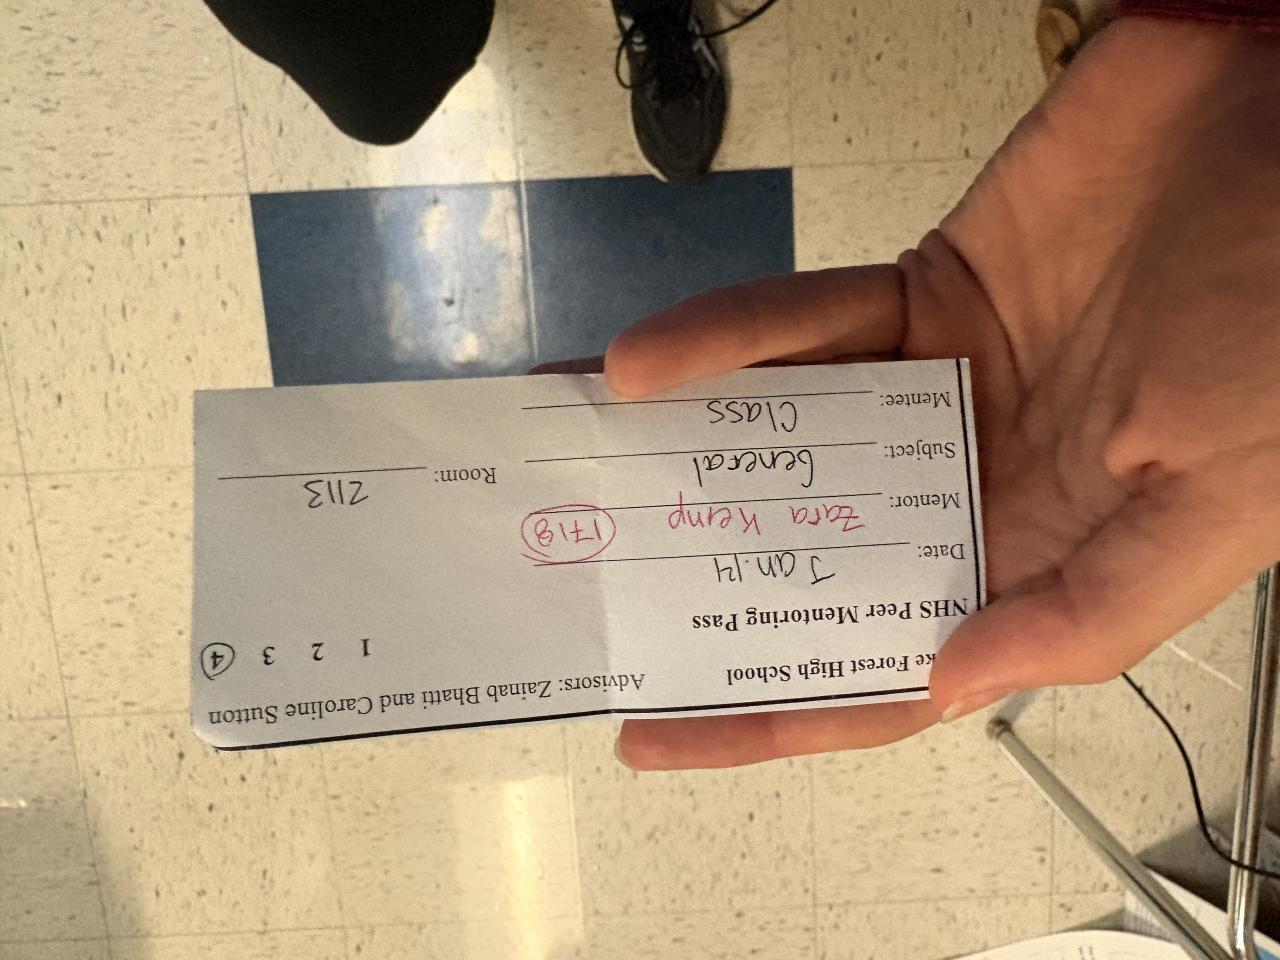 ke Forest High School Advisors: Zainab Bhatti and Caroline Sutton
NHS Peer Mentoring Pass 1 2 3 4
Date: Jan. 14
Mentor: Zara Kemp 1718
Subject: General Room: 2113
Mentee: Class